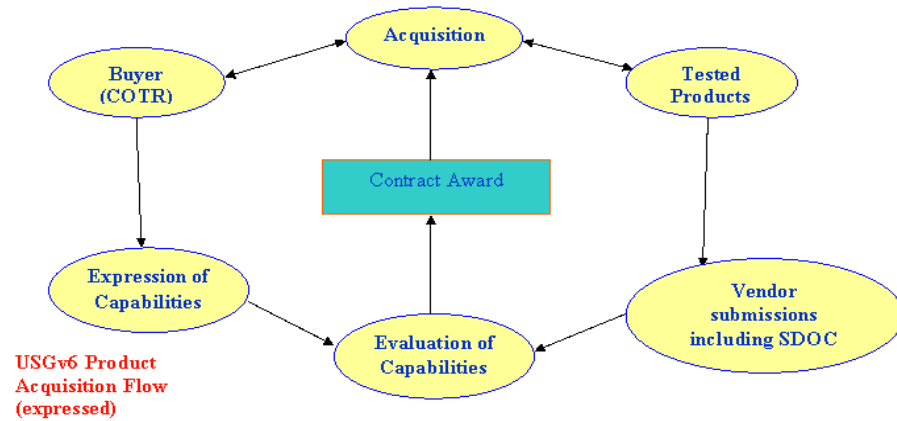 Acquisition
Buyer
(COTR)
Tested
Products
Contract Award
Expression of
Capabilities
Evaluation of
Capabilities
Vendor
submissions
including SDOC
USGv6 Product
Acquisition Flow
(expressed)